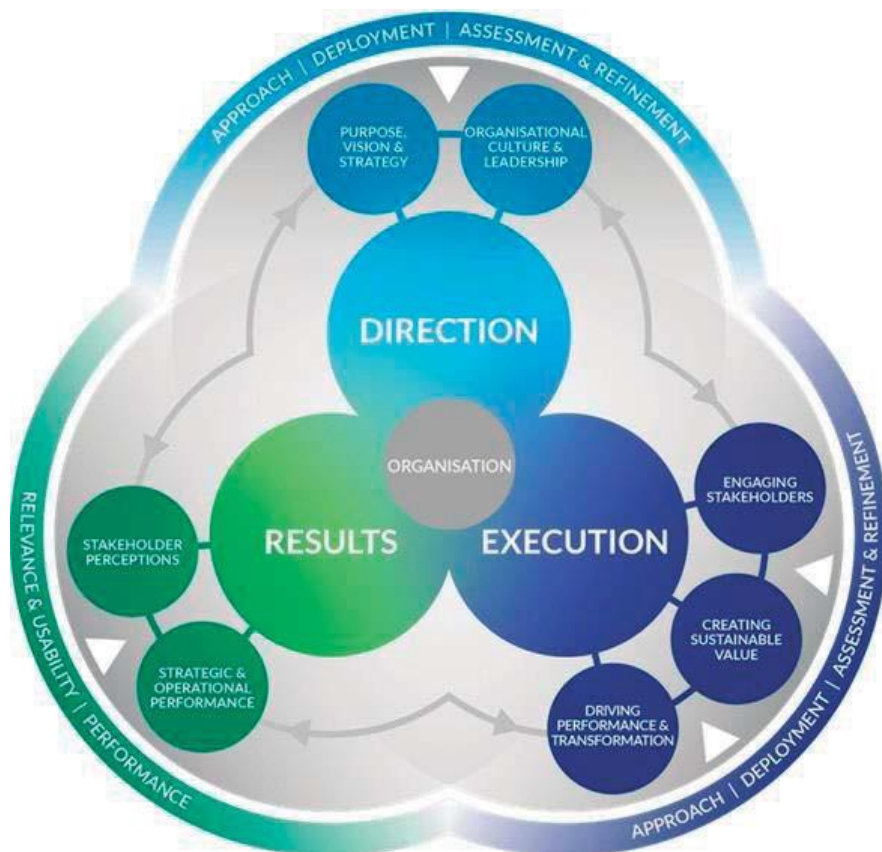 APPROACH | DEPLOYMENT | ASSESSMENT & REFINEMENT
PURPOSE,
VISION &
STRATEGY
ORGANISATIONAL
CULTURE &
LEADERSHIP
DIRECTION
ORGANISATION
RESULTS
EXECUTION
ENGAGING
STAKEHOLDERS
CREATING
SUSTAINABLE
VALUE
DRIVING
PERFORMANCE &
TRANSFORMATION
STAKEHOLDER
PERCEPTIONS
STRATEGIC &
OPERATIONAL
PERFORMANCE
RELEVANCE & USABILITY | PERFORMANCE
APPROACH | DEPLOYMENT | ASSESSMENT & REFINEMENT